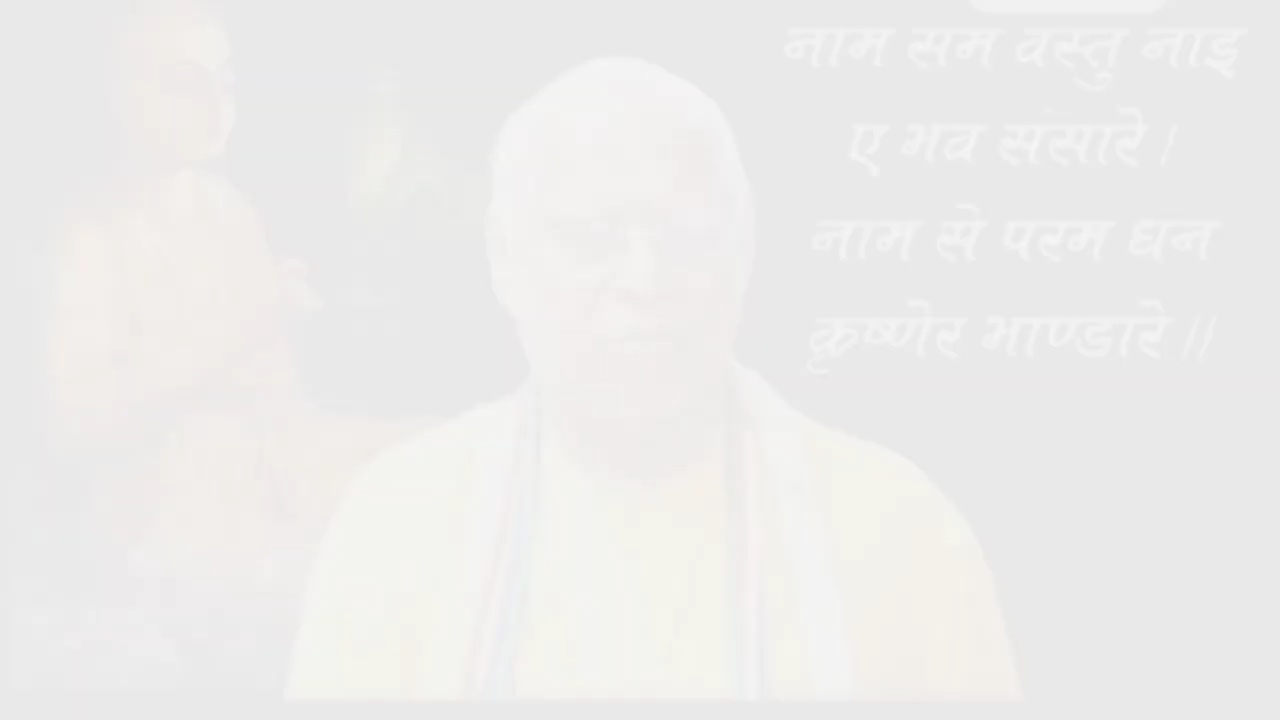 नाम सम वस्तु नाइ
ए भव संसारे।
नाम से परम धन
कृष्णेर भाण्डारे॥